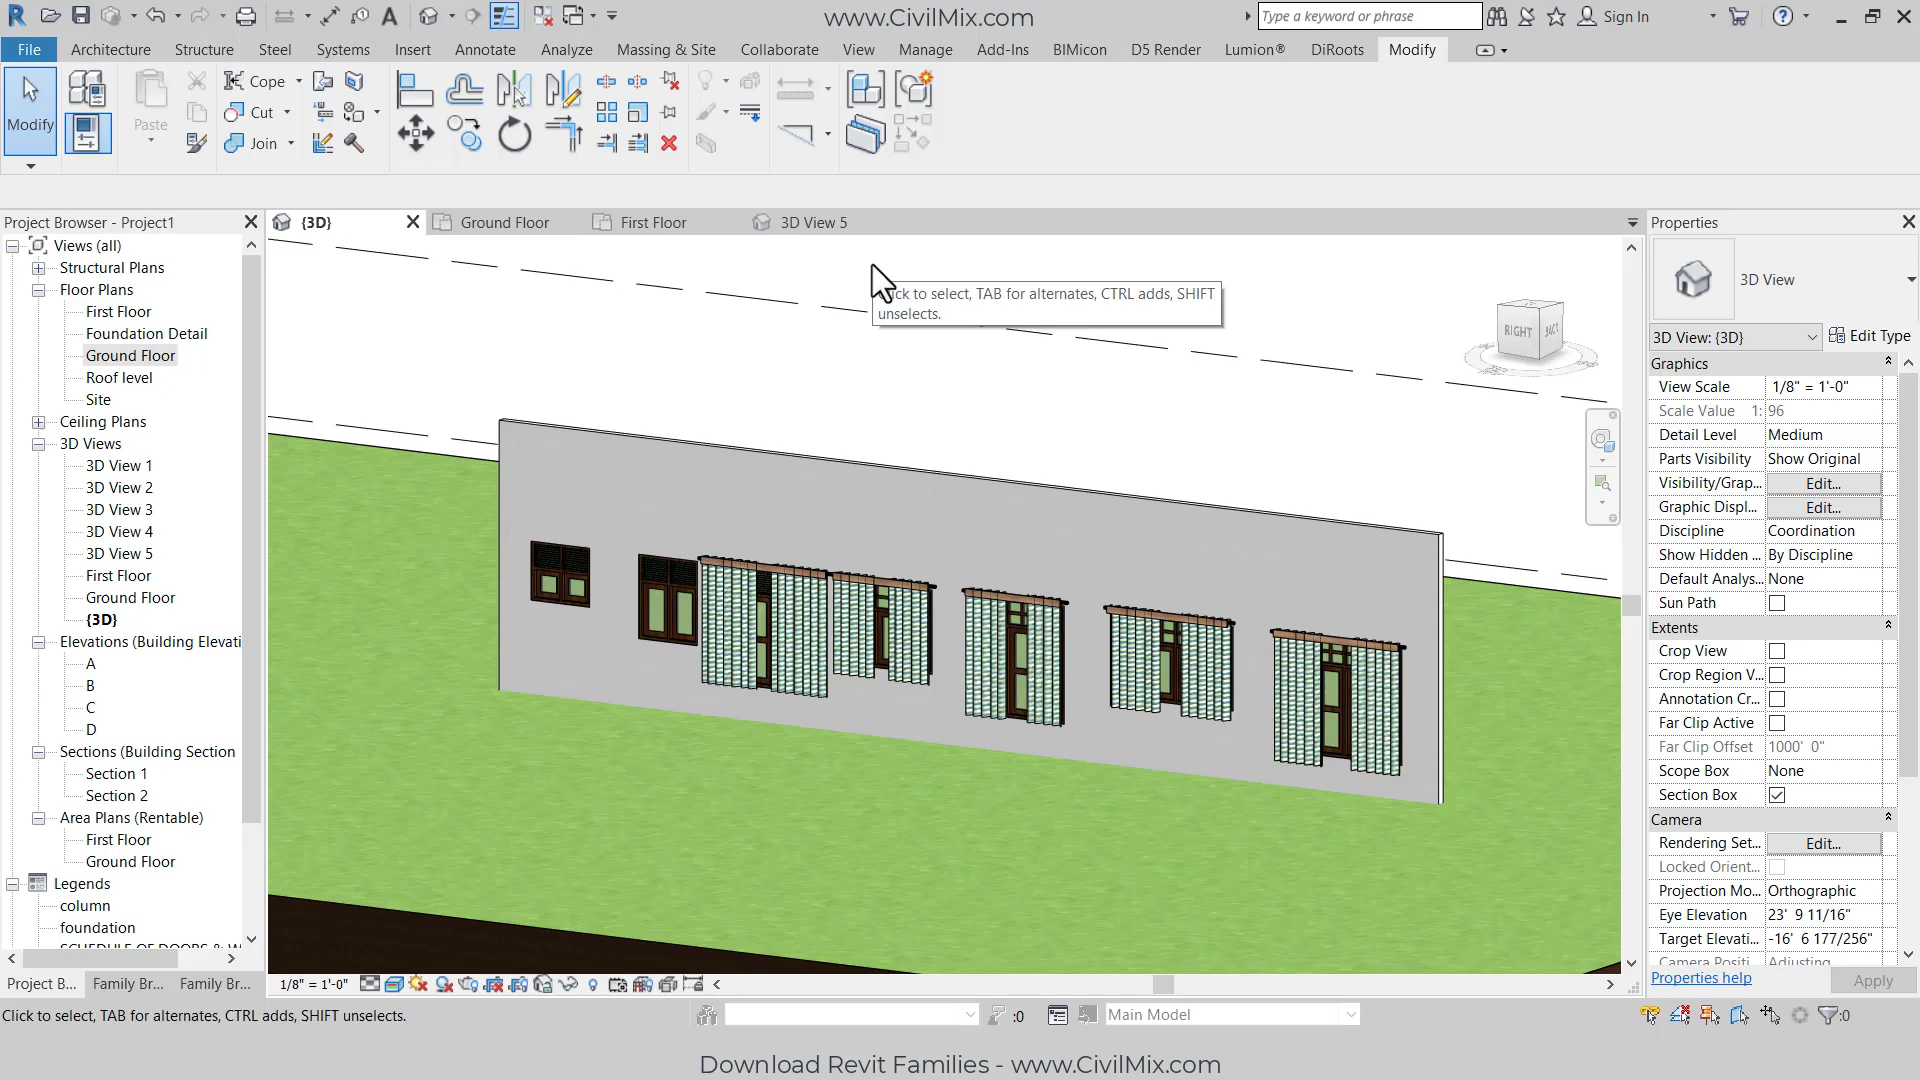 www.CivilMix.com
Type a keyword or phrase
Sign In
File Architecture Structure Steel Systems Insert Annotate Analyze Massing & Site Collaborate View Manage Add-Ins BIMicon D5 Render Lumion® DiRoots Modify
Modify
Paste
Cope
Cut
Join
Project Browser - Project1
Views (all)
Structural Plans
Floor Plans
First Floor
Foundation Detail
Ground Floor
Roof level
Site
Ceiling Plans
3D Views
3D View 1
3D View 2
3D View 3
3D View 4
3D View 5
First Floor
Ground Floor
{3D}
Elevations (Building Elevati
A
B
C
D
Sections (Building Section
Section 1
Section 2
Area Plans (Rentable)
First Floor
Ground Floor
Legends
column
foundation
Project B... Family Br... Family Br...
{3D} Ground Floor First Floor 3D View 5
to select, TAB for alternates, CTRL adds, SHIFT
unselects.
RIGHT
Properties
3D View
3D View: {3D} Edit Type
Graphics
View Scale 1/8" = 1'-0"
Scale Value 1: 96
Detail Level Medium
Parts Visibility Show Original
Visibility/Grap... Edit...
Graphic Displ... Edit...
Discipline Coordination
Show Hidden ... By Discipline
Default Analys... None
Sun Path
Extents
Crop View
Crop Region V...
Annotation Cr...
Far Clip Active
Far Clip Offset 1000' 0"
Scope Box None
Section Box
Camera
Rendering Set... Edit...
Locked Orient...
Projection Mo... Orthographic
Eye Elevation 23' 9 11/16"
Target Elevati... -16' 6 177/256"
Camera Positi... Adjusting
Properties help Apply
1/8" = 1'-0"
Click to select, TAB for alternates, CTRL adds, SHIFT unselects.
:0
Main Model
:0
Download Revit Families - www.CivilMix.com